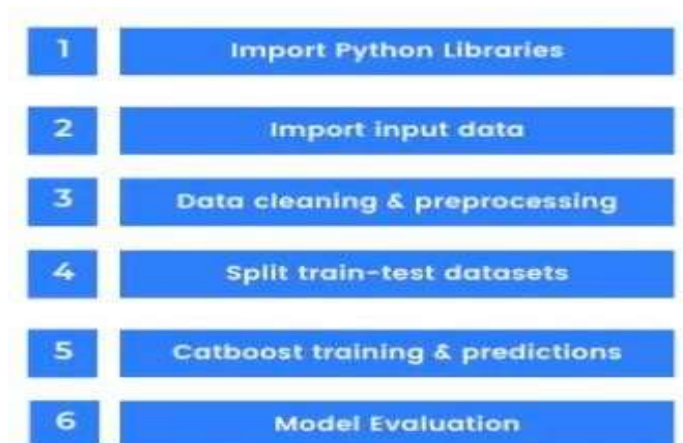 1 Import Python Libraries
2 Import input data
3 Data cleaning & preprocessing
4 Split train-test datasets
5 Catboost training & predictions
6 Model Evaluation